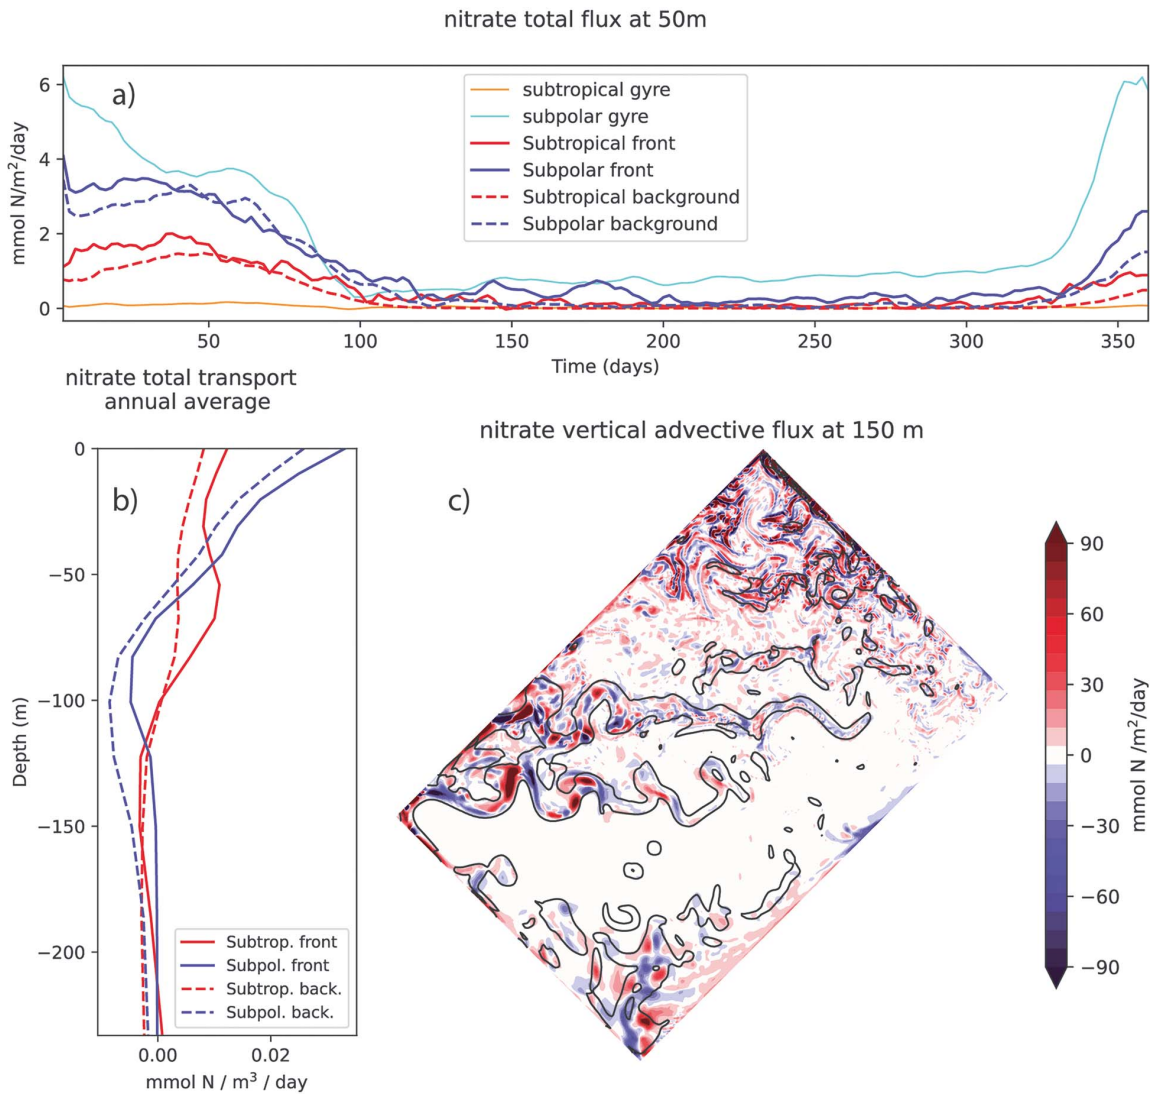 nitrate total flux at 50m
a)
6
4
2
0
mmol N/m²/day
subtropical gyre
subpolar gyre
Subtropical front
Subpolar front
Subtropical background
Subpolar background
50
100
150
200
250
300
350
Time (days)
nitrate total transport
annual average
b)
0
−50
−100
−150
−200
Depth (m)
Subtrop. front
Subpol. front
Subtrop. back.
Subpol. back.
0.00
0.02
mmol N / m³ / day
nitrate vertical advective flux at 150 m
c)
90
60
30
0
−30
−60
−90
mmol N /m²/day